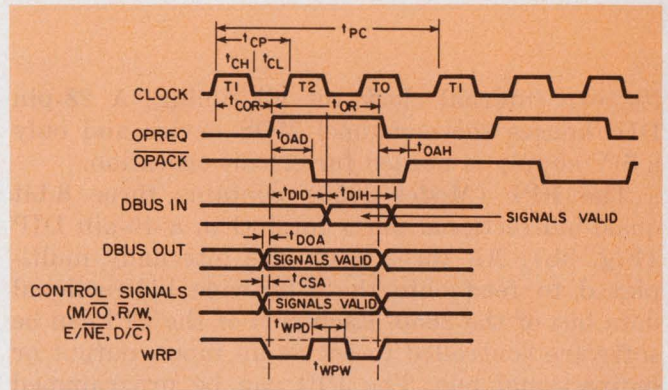 tPC
tCP
tCH tCL
CLOCK T1 T2 TO T1
tCOR tOR
OPREQ
tOAD tOAH
OPACK
tDID tDIH
DBUS IN
SIGNALS VALID
tDOA
DBUS OUT SIGNALS VALID
tCSA
CONTROL SIGNALS SIGNALS VALID
(M/IO, R/W,
E/NE, D/C)
tWPD
WRP
tWPW